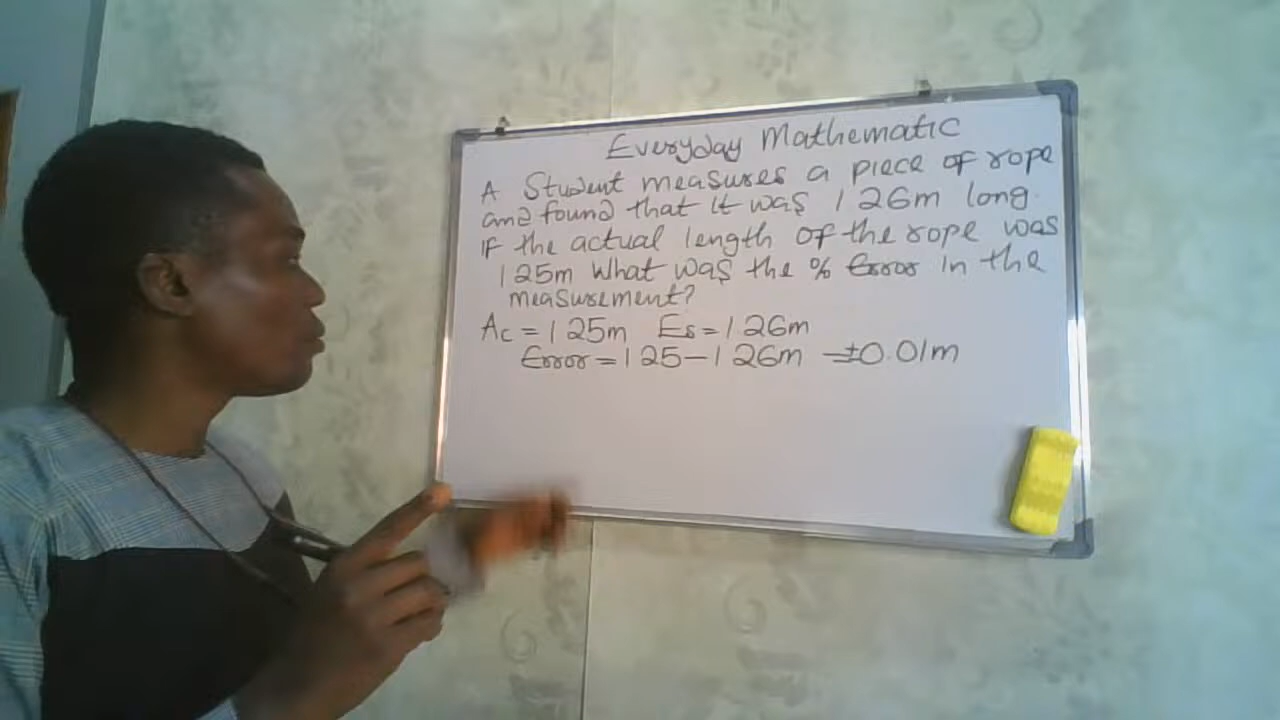 Everyday Mathematic
A Student measures a piece of rope
and found that it was 1 26m long.
IF the actual length of the rope was
1 25m What was the % Error in the
measurement?
Ac = 1 25m Es = 1 26m
Error = 1 25 - 1 26m = ±0.01m